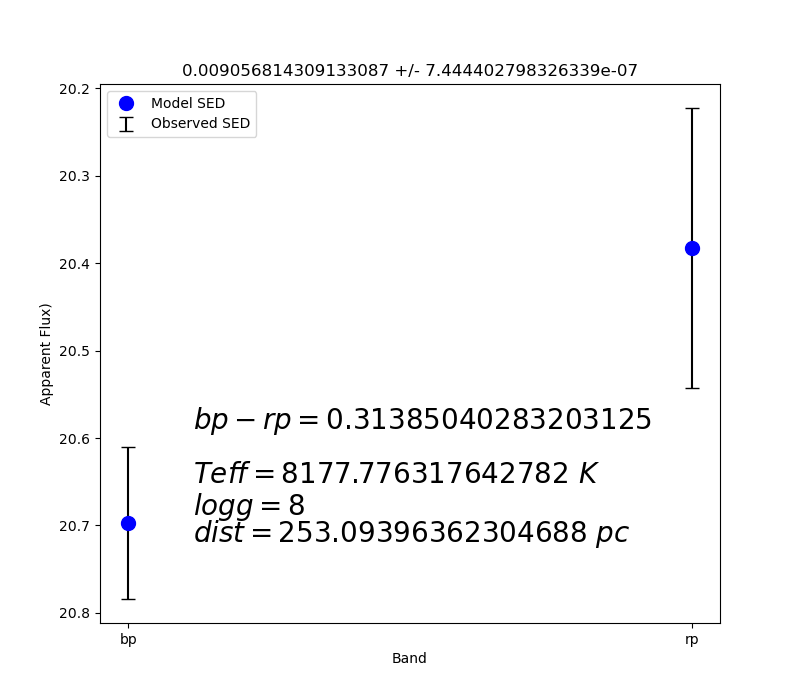 0.009056814309133087 +/- 7.444402798326339e-07
Model SED
Observed SED
20.2
20.3
20.4
20.5
20.6
20.7
20.8
Apparent Flux)
bp − rp = 0.31385040283203125
Teff = 8177.776317642782 K
logg = 8
dist = 253.09396362304688 pc
bp
rp
Band